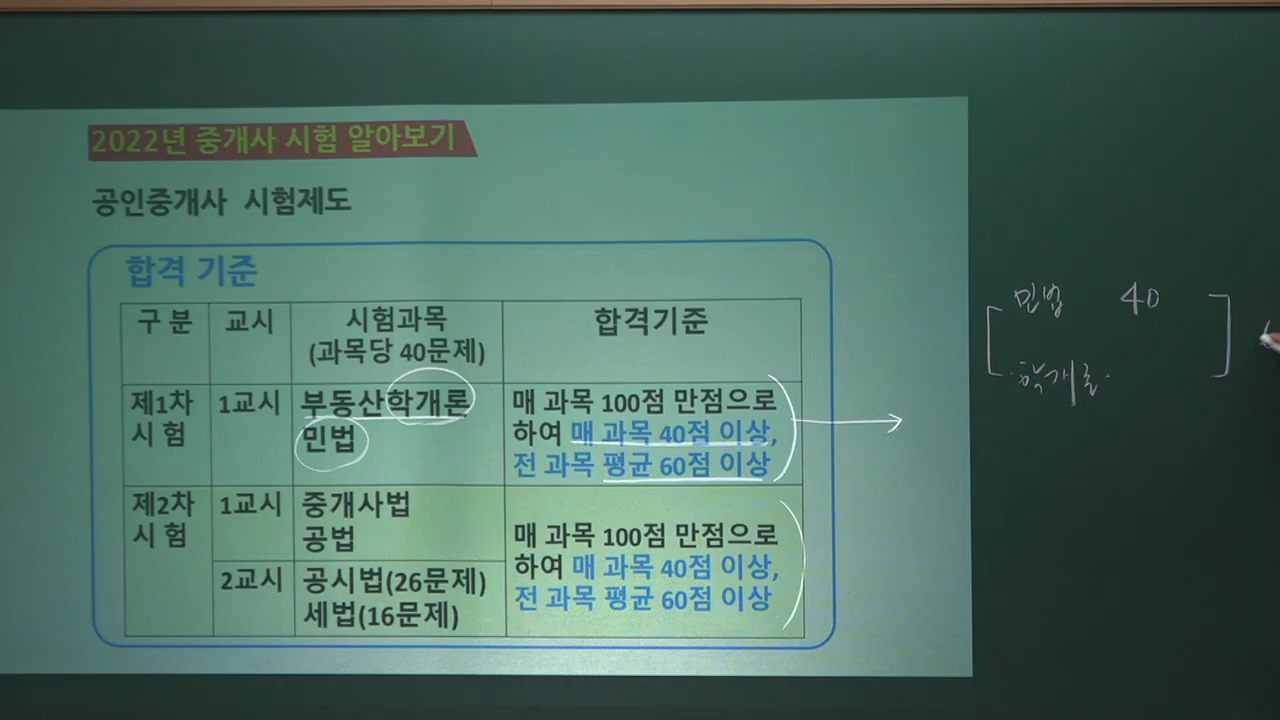 2022년 중개사 시험 알아보기
공인중개사 시험제도
합격 기준
구 분 교시 시험과목 합격기준
(과목당 40문제)
제1차 1교시 부동산학개론 매 과목 100점 만점으로
시 험 민법 하여 매 과목 40점 이상,
전 과목 평균 60점 이상
제2차 1교시 중개사법
시 험 공법 매 과목 100점 만점으로
하여 매 과목 40점 이상,
2교시 공시법(26문제) 전 과목 평균 60점 이상
세법(16문제)
민법 40
학개론